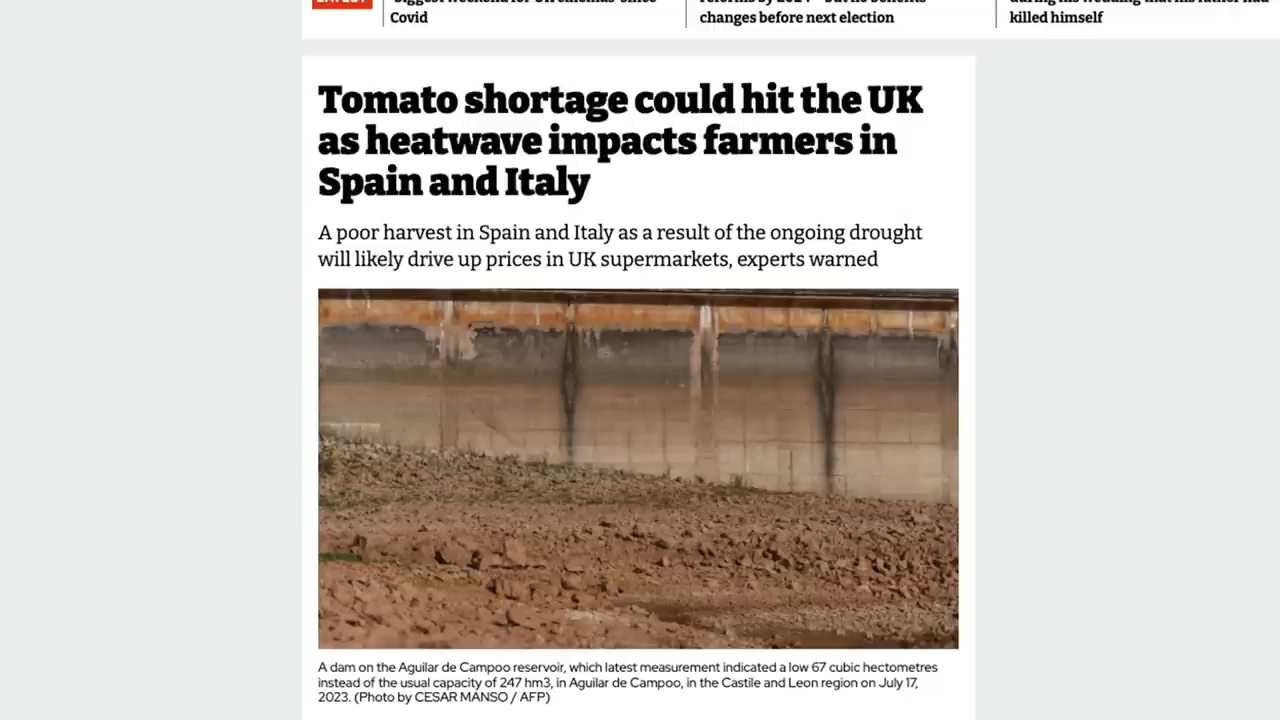 Covid
changes before next election
killed himself
Tomato shortage could hit the UK
as heatwave impacts farmers in
Spain and Italy
A poor harvest in Spain and Italy as a result of the ongoing drought
will likely drive up prices in UK supermarkets, experts warned
A dam on the Aguilar de Campoo reservoir, which latest measurement indicated a low 67 cubic hectometres
instead of the usual capacity of 247 hm3, in Aguilar de Campoo, in the Castile and Leon region on July 17,
2023. (Photo by CESAR MANSO / AFP)